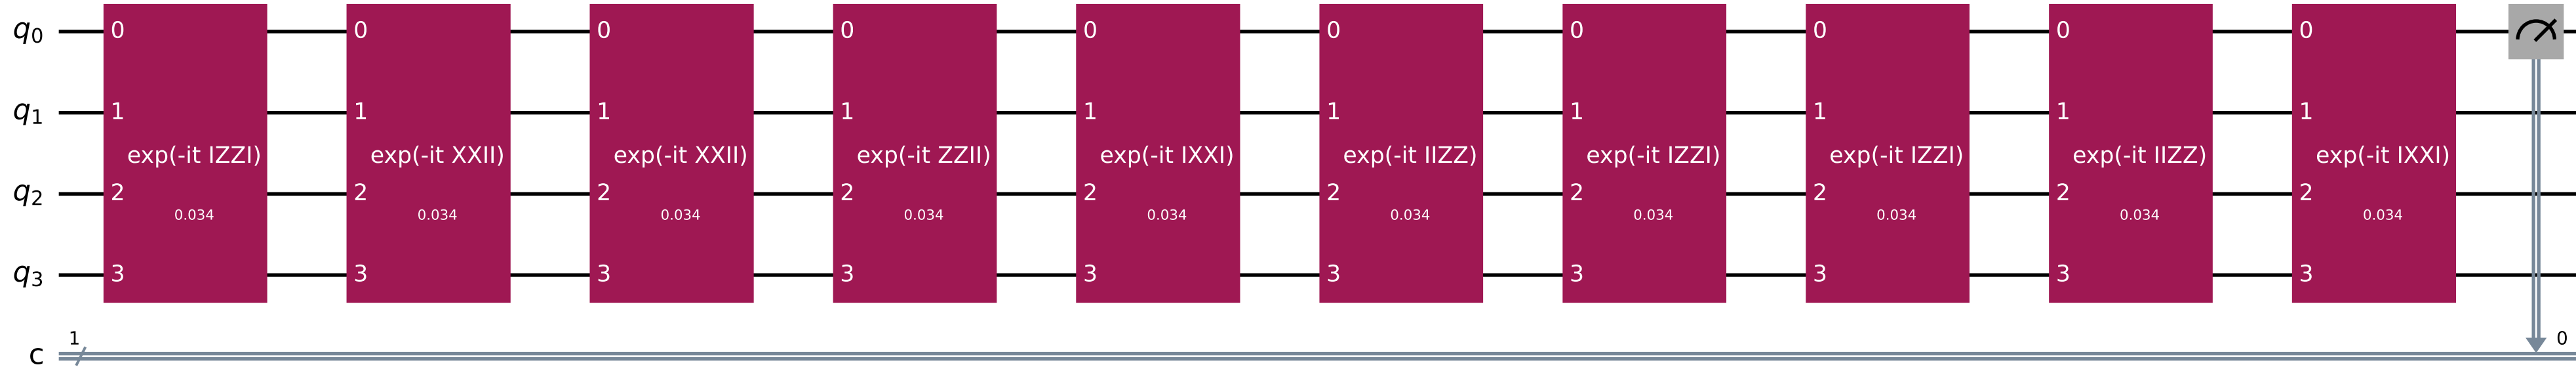 q0 0 0 0 0 0 0 0 0 0 0
q1 1 1 1 1 1 1 1 1 1 1
exp(-it IZZI) exp(-it XXII) exp(-it XXII) exp(-it ZZII) exp(-it IXXI) exp(-it IIZZ) exp(-it IZZI) exp(-it IZZI) exp(-it IIZZ) exp(-it IXXI)
q2 2 2 2 2 2 2 2 2 2 2
0.034 0.034 0.034 0.034 0.034 0.034 0.034 0.034 0.034 0.034
q3 3 3 3 3 3 3 3 3 3 3
1 0
c